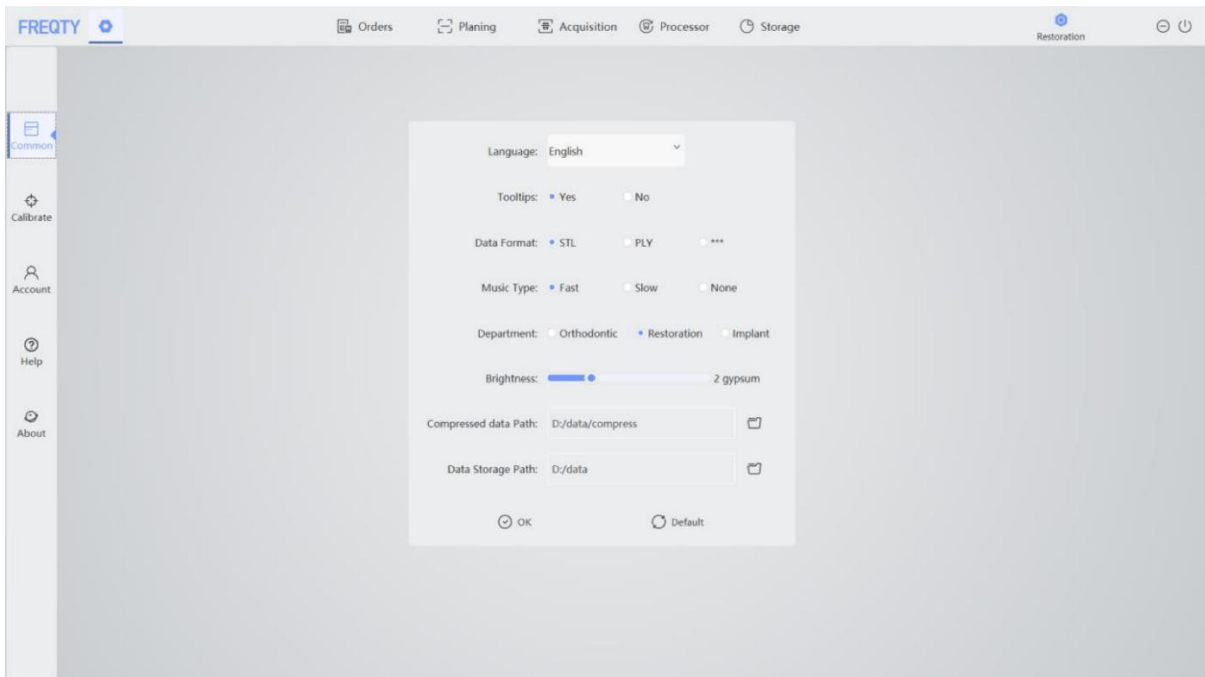 FREQTY Orders Planing Acquisition Processor Storage Restoration
Common
Calibrate
Account
Help
About
Language: English
Tooltips: Yes No
Data Format: STL PLY ***
Music Type: Fast Slow None
Department: Orthodontic Restoration Implant
Brightness: 2 gypsum
Compressed data Path: D:/data/compress
Data Storage Path: D:/data
OK Default